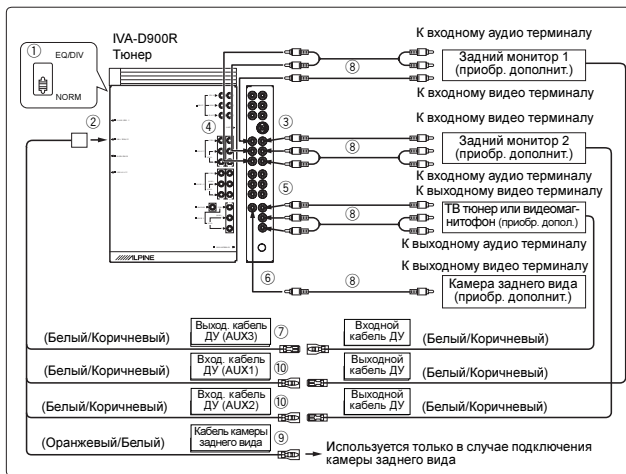 ① EQ/DIV
NORM
IVA-D900R
Тюнер
②
④
③
⑤
⑥
ALPINE
К входному аудио терминалу
⑧
Задний монитор 1
(приобр. дополнит.)
К входному видео терминалу
К входному видео терминалу
⑧
Задний монитор 2
(приобр. дополнит.)
К входному аудио терминалу
К выходному видео терминалу
⑧
ТВ тюнер или видеомаг-
нитофон (приобр. допол.)
К выходному аудио терминалу
К выходному видео терминалу
⑧
Камера заднего вида
(приобр. дополнит.)
(Белый/Коричневый)
Выход. кабель
ДУ (AUX3)
⑦
Входной
кабель ДУ
(Белый/Коричневый)
(Белый/Коричневый)
Вход. кабель
ДУ (AUX1)
⑩
Выходной
кабель ДУ
(Белый/Коричневый)
(Белый/Коричневый)
Вход. кабель
ДУ (AUX2)
⑩
Выходной
кабель ДУ
(Белый/Коричневый)
(Оранжевый/Белый)
Кабель камеры
заднего вида
⑨
Используется только в случае подключения
камеры заднего вида